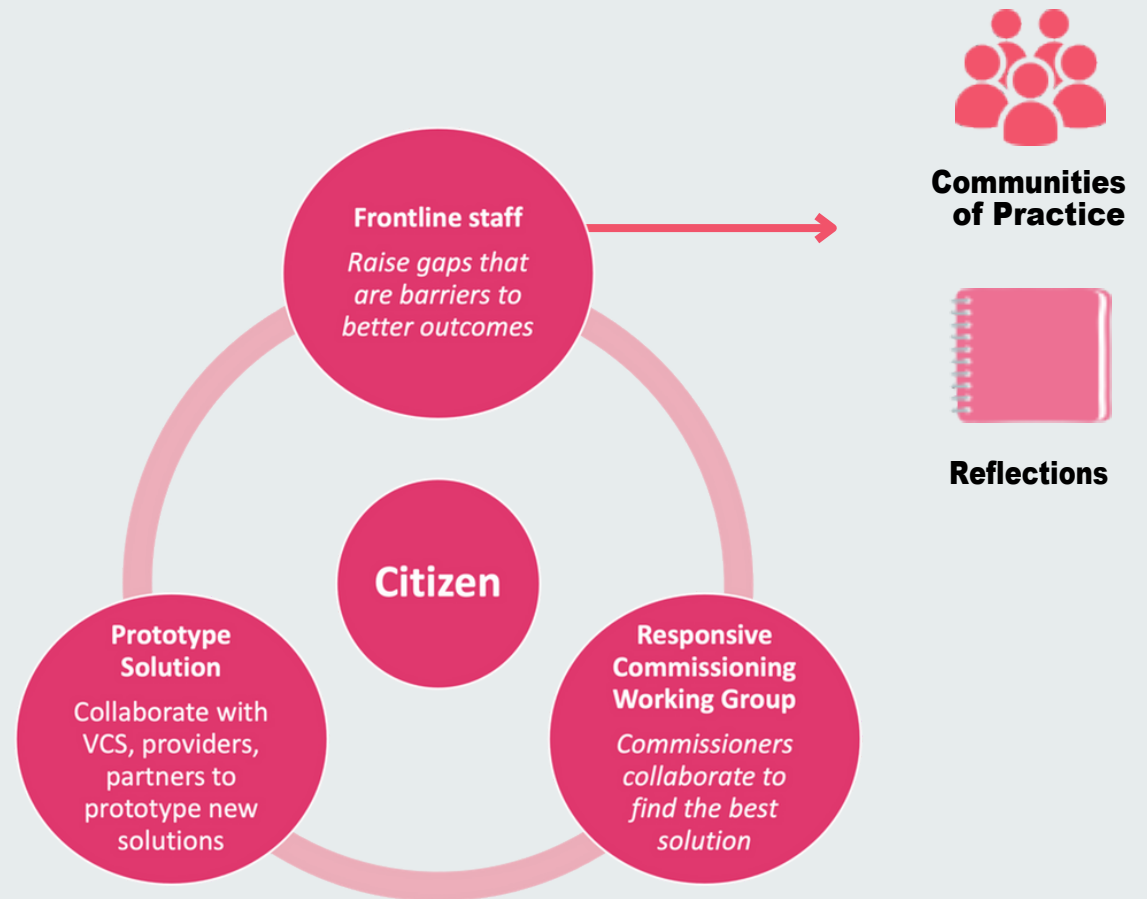 Frontline staff
Raise gaps that
are barriers to
better outcomes
Communities
of Practice
Reflections
Citizen
Prototype
Solution
Collaborate with
VCS, providers,
partners to
prototype new
solutions
Responsive
Commissioning
Working Group
Commissioners
collaborate to
find the best
solution